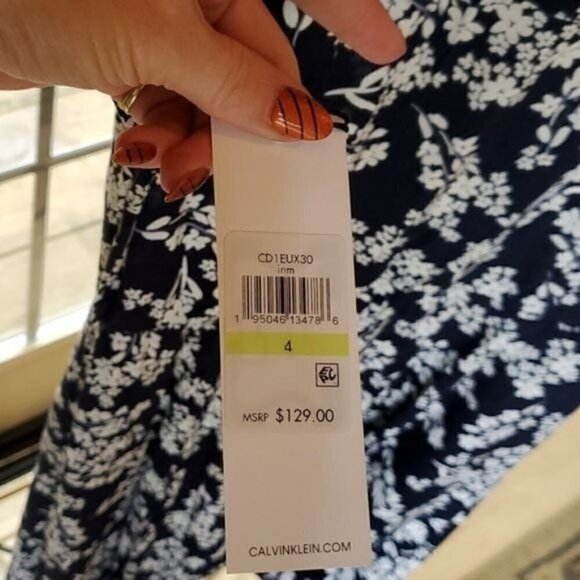 CD1EUX30
inm
1 95046 13478 6
4
MSRP $129.00
CALVINKLEIN.COM